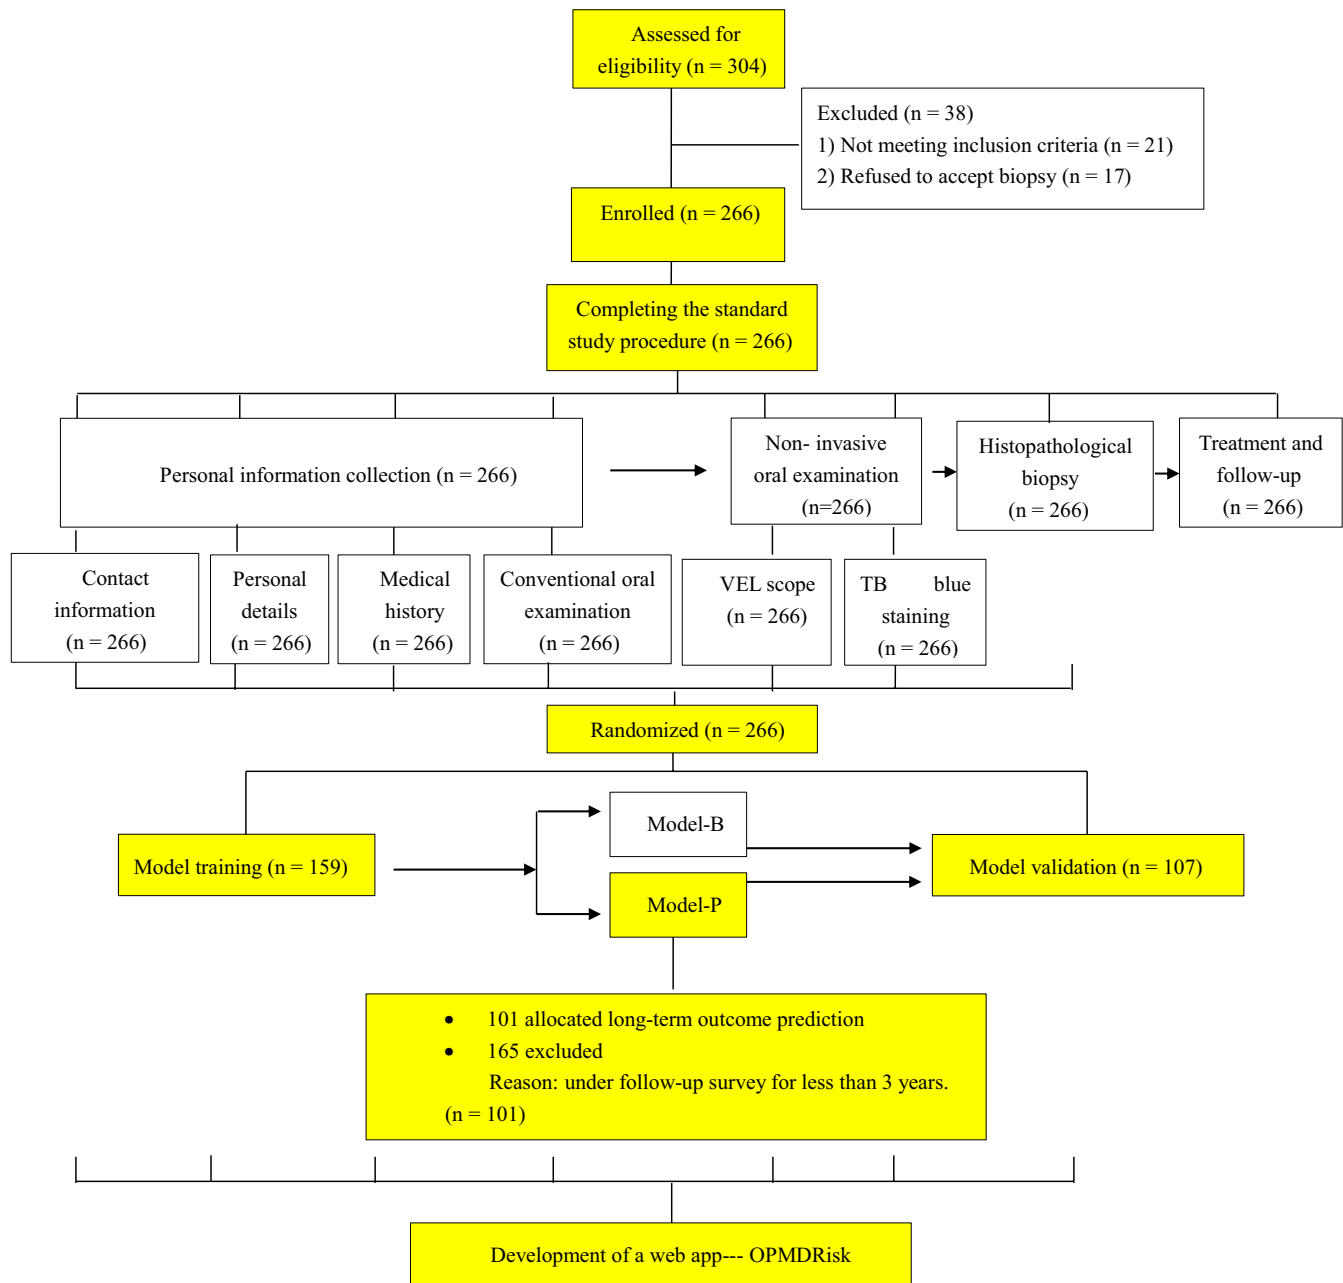 Assessed for
eligibility (n = 304)
Excluded (n = 38)
1) Not meeting inclusion criteria (n = 21)
2) Refused to accept biopsy (n = 17)
Enrolled (n = 266)
Completing the standard
study procedure (n = 266)
Personal information collection (n = 266)
Non- invasive
oral examination
(n=266)
Histopathological
biopsy
(n = 266)
Treatment and
follow-up
(n = 266)
Contact
information
(n = 266)
Personal
details
(n = 266)
Medical
history
(n = 266)
Conventional oral
examination
(n = 266)
VEL scope
(n = 266)
TB blue
staining
(n = 266)
Randomized (n = 266)
Model-B
Model training (n = 159)
Model validation (n = 107)
Model-P
• 101 allocated long-term outcome prediction
• 165 excluded
Reason: under follow-up survey for less than 3 years.
(n = 101)
Development of a web app--- OPMDRisk